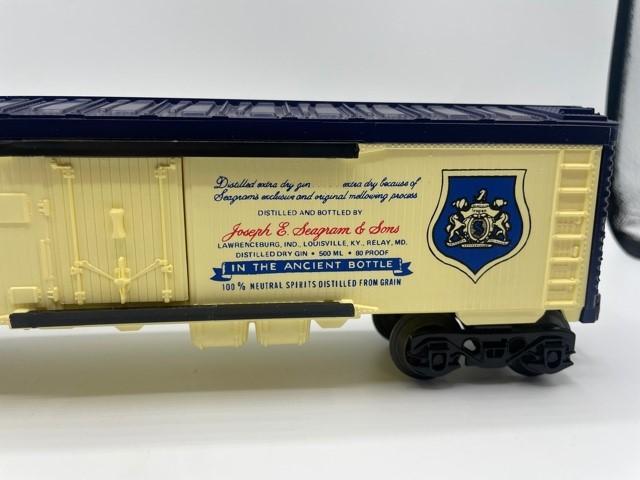 Distilled extra dry gin ...... extra dry because of
Seagrams exclusive and original mellowing process
DISTILLED AND BOTTLED BY
Joseph E. Seagram & Sons
LAWRENCEBURG, IND., LOUISVILLE, KY., RELAY, MD.
DISTILLED DRY GIN • 500 ML • 80 PROOF
IN THE ANCIENT BOTTLE
100% NEUTRAL SPIRITS DISTILLED FROM GRAIN